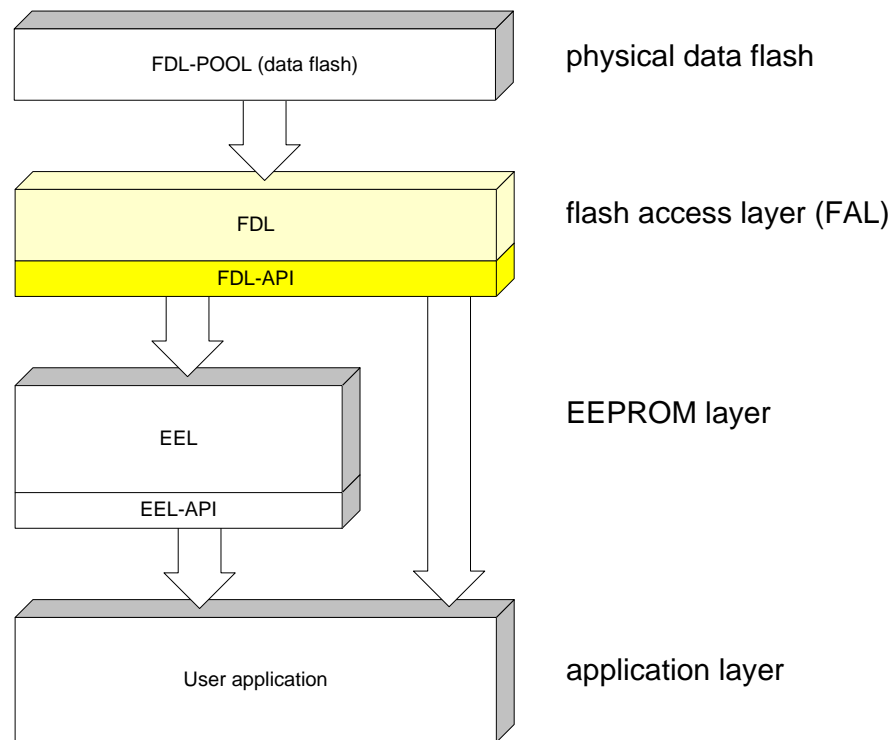 FDL-POOL (data flash)
physical data flash
FDL
flash access layer (FAL)
FDL-API
EEL
EEPROM layer
EEL-API
User application
application layer